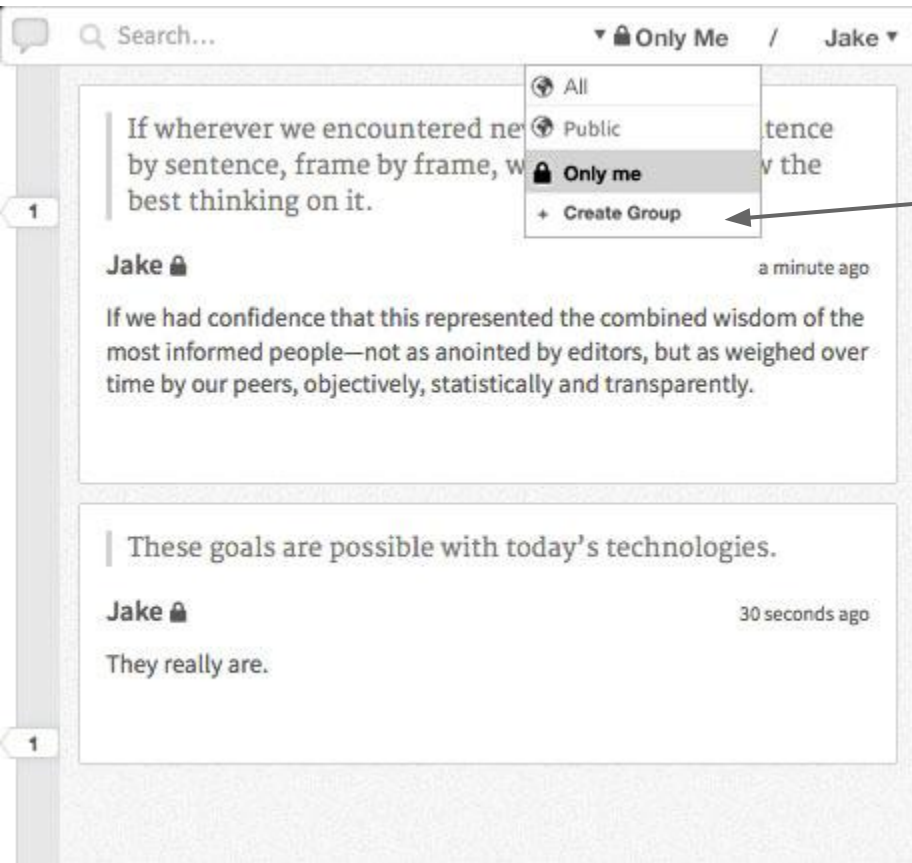 Search...
Only Me / Jake
All
Public
Only me
+ Create Group
If wherever we encountered tence
by sentence, frame by frame, the
best thinking on it.
1
Jake
a minute ago
If we had confidence that this represented the combined wisdom of the
most informed people—not as anointed by editors, but as weighed over
time by our peers, objectively, statistically and transparently.
These goals are possible with today's technologies.
Jake
30 seconds ago
They really are.
1